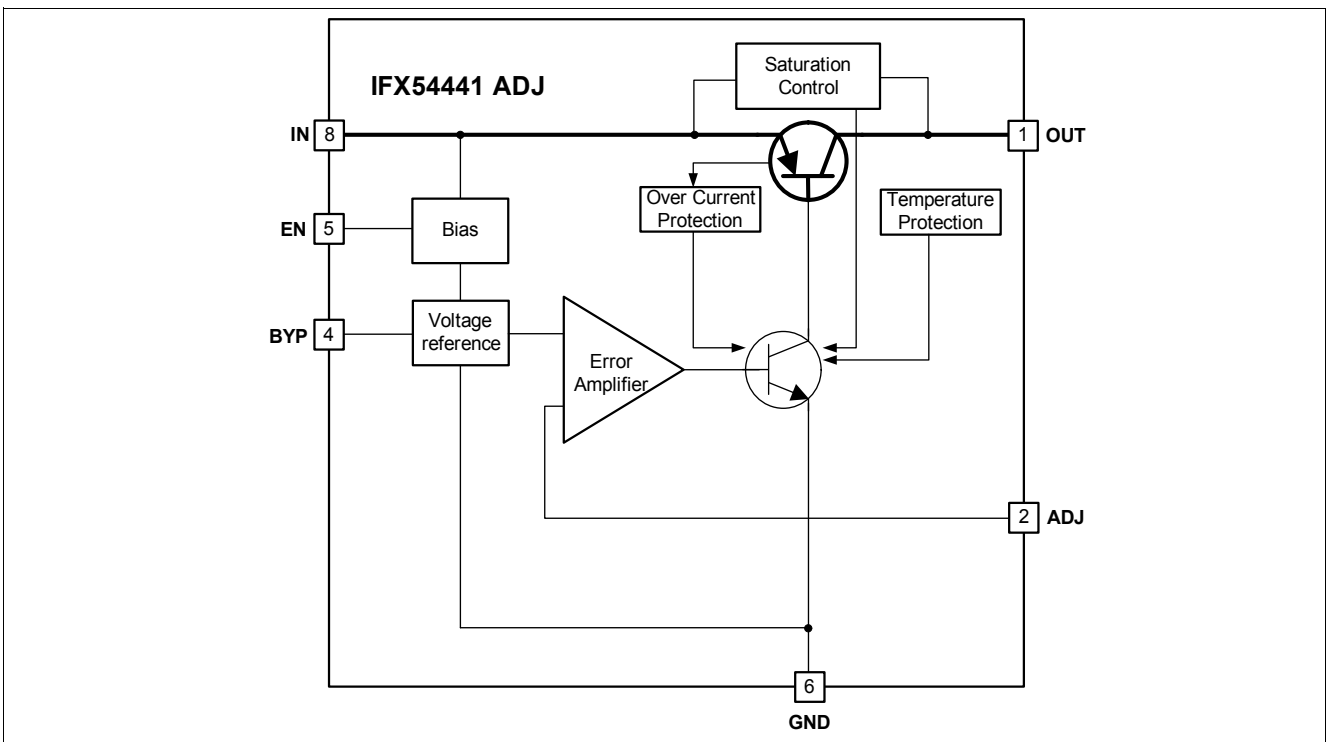 Saturation
Control
IFX54441 ADJ
IN 8
1 OUT
Over Current
Protection
Temperature
Protection
EN 5
Bias
BYP 4
Voltage
reference
Error
Amplifier
2 ADJ
6
GND